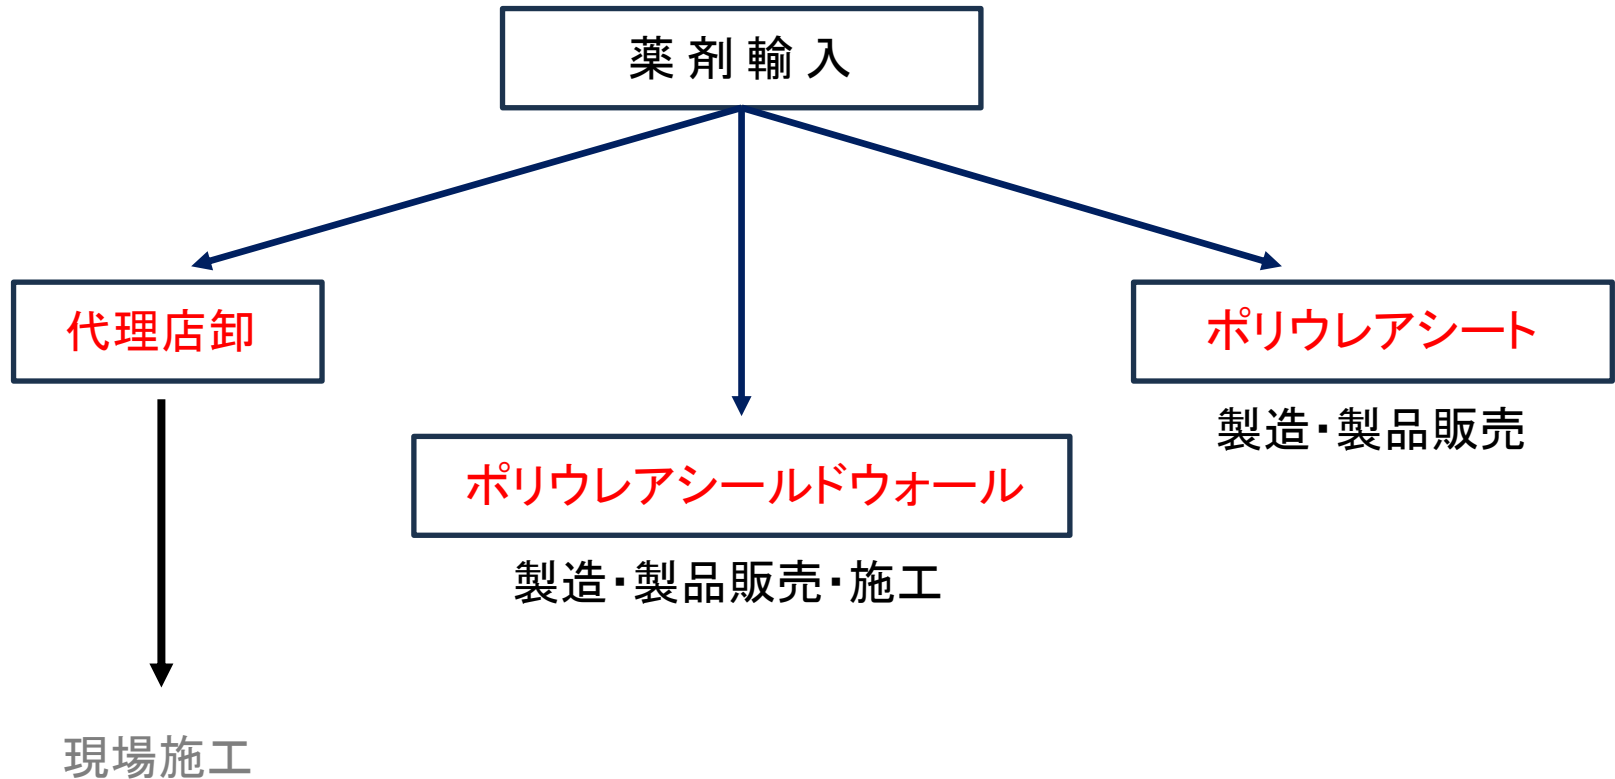 薬剤輸入
代理店卸
ポリウレアシート
製造・製品販売
ポリウレアシールドウォール
製造・製品販売・施工
現場施工